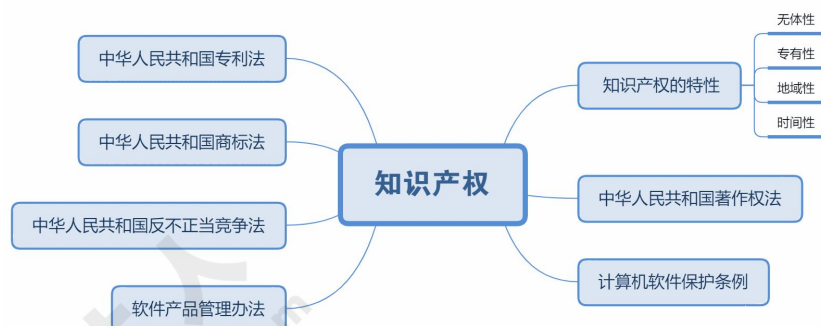 知识产权
知识产权的特性
无体性
专有性
地域性
时间性
中华人民共和国著作权法
计算机软件保护条例
中华人民共和国专利法
中华人民共和国商标法
中华人民共和国反不正当竞争法
软件产品管理办法